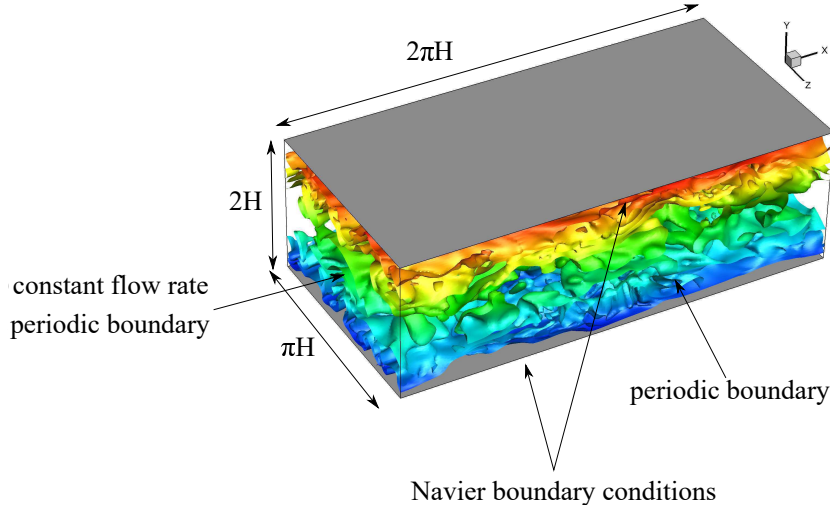 2πH
Y
X
Z
2H
constant flow rate
periodic boundary
πH
periodic boundary
Navier boundary conditions